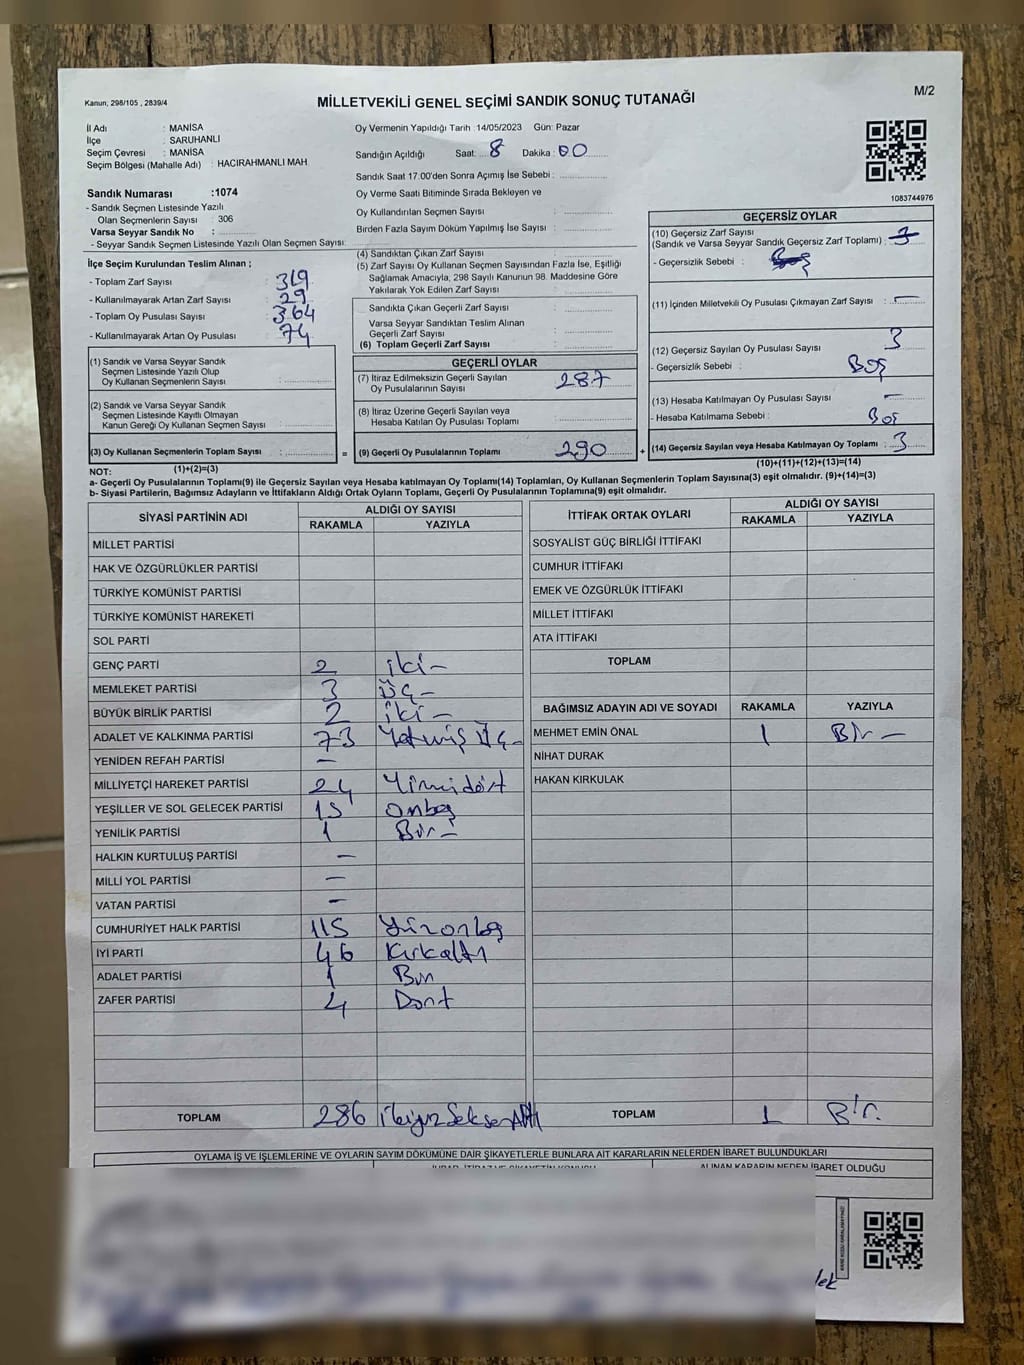 Kanun, 298/105 , 2839/4
MİLLETVEKİLİ GENEL SEÇİMİ SANDIK SONUÇ TUTANAĞI
M/2
İl Adı : MANİSA
İlçe : SARUHANLI
Seçim Çevresi : MANİSA
Seçim Bölgesi (Mahalle Adı) : HACIRAHMANLI MAH.
Sandık Numarası :1074
- Sandık Seçmen Listesinde Yazılı
Olan Seçmenlerin Sayısı : 306
Varsa Seyyar Sandık No :
- Seyyar Sandık Seçmen Listesinde Yazılı Olan Seçmen Sayısı:
İlçe Seçim Kurulundan Teslim Alınan ;
- Toplam Zarf Sayısı : 319
- Kullanılmayarak Artan Zarf Sayısı : 29
- Toplam Oy Pusulası Sayısı : 364
- Kullanılmayarak Artan Oy Pusulası : 74
(1) Sandık ve Varsa Seyyar Sandık
Seçmen Listesinde Yazılı Olup
Oy Kullanan Seçmenlerin Sayısı :
(2) Sandık ve Varsa Seyyar Sandık
Seçmen Listesinde Kayıtlı Olmayan
Kanun Gereği Oy Kullanan Seçmen Sayısı :
(3) Oy Kullanan Seçmenlerin Toplam Sayısı :
Oy Vermenin Yapıldığı Tarih :14/05/2023 Gün: Pazar
Sandığın Açıldığı Saat: 8 Dakika : 00
Sandık Saat 17.00'den Sonra Açımış İse Sebebi :
Oy Verme Saati Bitiminde Sırada Bekleyen ve
Oy Kullandırılan Seçmen Sayısı :
Birden Fazla Sayım Döküm Yapılmış İse Sayısı :
(4) Sandıktan Çıkan Zarf Sayısı :
(5) Zarf Sayısı Oy Kullanan Seçmen Sayısından Fazla İse, Eşitliği
Sağlamak Amacıyla, 298 Sayılı Kanunun 98. Maddesine Göre
Yakılarak Yok Edilen Zarf Sayısı :
Sandıkta Çıkan Geçerli Zarf Sayısı :
Varsa Seyyar Sandıktan Teslim Alınan
Geçerli Zarf Sayısı :
(6) Toplam Geçerli Zarf Sayısı :
GEÇERLİ OYLAR
(7) İtiraz Edilmeksizin Geçerli Sayılan
Oy Pusulalarının Sayısı : 287
(8) İtiraz Üzerine Geçerli Sayılan veya
Hesaba Katılan Oy Pusulası Toplamı :
= (9) Geçerli Oy Pusulalarının Toplamı : 290 +
1083744976
GEÇERSİZ OYLAR
(10) Geçersiz Zarf Sayısı
(Sandık ve Varsa Seyyar Sandık Geçersiz Zarf Toplamı) : 3
- Geçersizlik Sebebi :
(11) İçinden Milletvekili Oy Pusulası Çıkmayan Zarf Sayısı : –
(12) Geçersiz Sayılan Oy Pusulası Sayısı : 3
- Geçersizlik Sebebi : Boş
(13) Hesaba Katılmayan Oy Pusulası Sayısı : –
- Hesaba Katılmama Sebebi : Boş
(14) Geçersiz Sayılan veya Hesaba Katılmayan Oy Toplamı : 3
NOT: (1)+(2)=(3)
(10)+(11)+(12)+(13)=(14)
a- Geçerli Oy Pusulalarının Toplamı(9) ile Geçersiz Sayılan veya Hesaba katılmayan Oy Toplamı(14) Toplamları, Oy Kullanan Seçmenlerin Toplam Sayısına(3) eşit olmalıdır. (9)+(14)=(3)
b- Siyasi Partilerin, Bağımsız Adayların ve İttifakların Aldığı Ortak Oyların Toplamı, Geçerli Oy Pusulalarının Toplamına(9) eşit olmalıdır.
SİYASİ PARTİNİN ADI ALDIĞI OY SAYISI
RAKAMLA YAZIYLA
MİLLET PARTİSİ
HAK VE ÖZGÜRLÜKLER PARTİSİ
TÜRKİYE KOMÜNİST PARTİSİ
TÜRKİYE KOMÜNİST HAREKETİ
SOL PARTİ
GENÇ PARTİ 2 iki –
MEMLEKET PARTİSİ 3 Üç –
BÜYÜK BİRLİK PARTİSİ 2 iki –
ADALET VE KALKINMA PARTİSİ 73 Yetmiş Üç –
YENİDEN REFAH PARTİSİ –
MİLLİYETÇİ HAREKET PARTİSİ 24 Yirmidört
YEŞİLLER VE SOL GELECEK PARTİSİ 15 Onbeş
YENİLİK PARTİSİ 1 Bir –
HALKIN KURTULUŞ PARTİSİ –
MİLLİ YOL PARTİSİ –
VATAN PARTİSİ –
CUMHURİYET HALK PARTİSİ 115 Yüzonbeş
İYİ PARTİ 46 Kırkaltı
ADALET PARTİSİ 1 Bir
ZAFER PARTİSİ 4 Dört
TOPLAM 286 ikiyüzSeksenAltı
İTTİFAK ORTAK OYLARI ALDIĞI OY SAYISI
RAKAMLA YAZIYLA
SOSYALİST GÜÇ BİRLİĞİ İTTİFAKI
CUMHUR İTTİFAKI
EMEK VE ÖZGÜRLÜK İTTİFAKI
MİLLET İTTİFAKI
ATA İTTİFAKI
TOPLAM
BAĞIMSIZ ADAYIN ADI VE SOYADI RAKAMLA YAZIYLA
MEHMET EMİN ÖNAL 1 Bir –
NİHAT DURAK
HAKAN KIRKULAK
TOPLAM 1 Bir.
OYLAMA İŞ VE İŞLEMLERİNE VE OYLARIN SAYIM DÖKÜMÜNE DAİR ŞİKAYETLERLE BUNLARA AİT KARARLARIN NELERDEN İBARET BULUNDUKLARI
ALINAN KARARIN NEDEN İBARET OLDUĞU